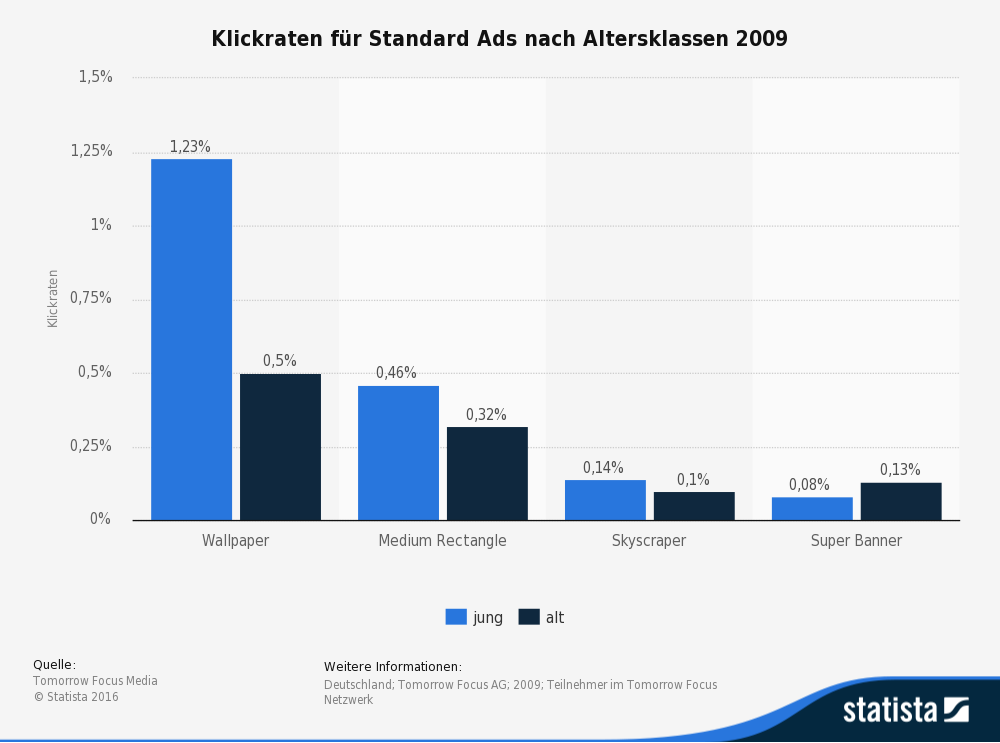 Klickraten für Standard Ads nach Altersklassen 2009
1,5%
1,25%
1%
0,75%
0,5%
0,25%
0%
Klickraten
1,23%
0,5%
0,46%
0,32%
0,14%
0,1%
0,08%
0,13%
Wallpaper
Medium Rectangle
Skyscraper
Super Banner
jung
alt
Quelle:
Tomorrow Focus Media
© Statista 2016
Weitere Informationen:
Deutschland; Tomorrow Focus AG; 2009; Teilnehmer im Tomorrow Focus
Netzwerk
statista